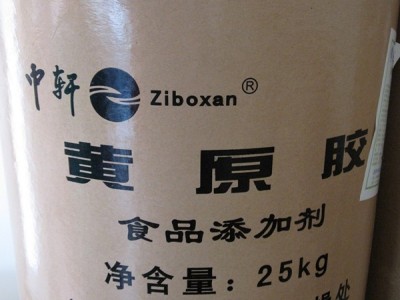 中轩 Ziboxan®
黄原胶
食品添加剂
净含量：25kg